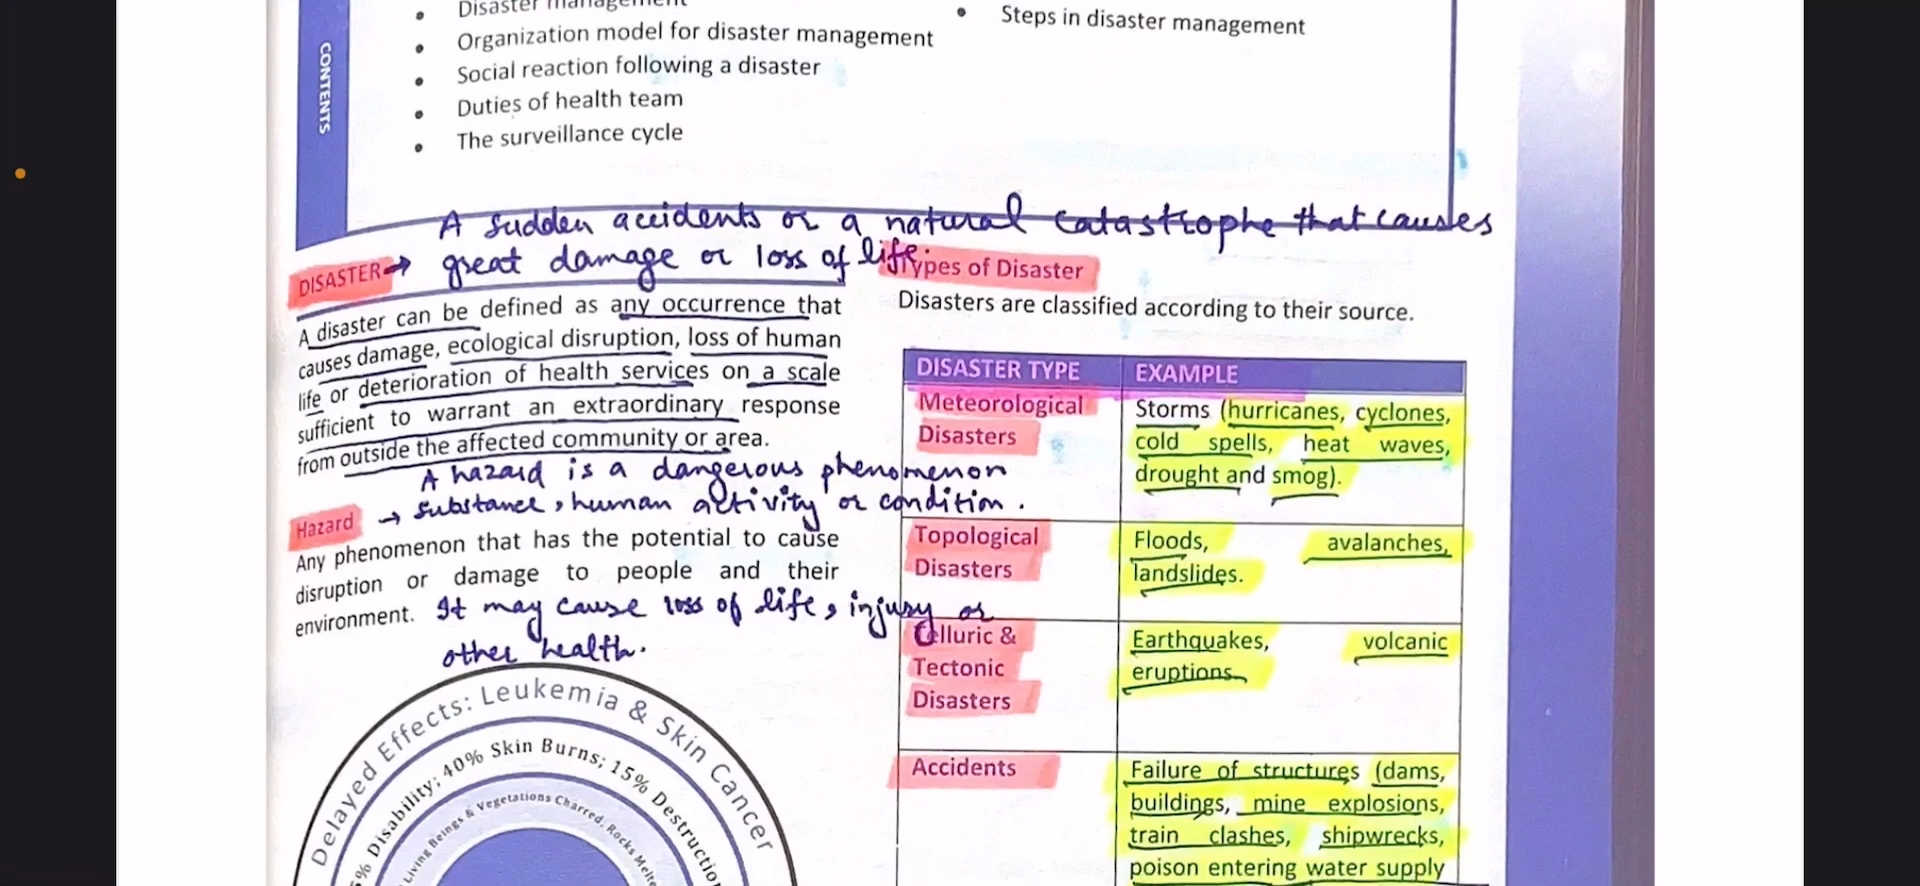 CONTENTS
Disaster management
• Organization model for disaster management
• Social reaction following a disaster
• Duties of health team
• The surveillance cycle
• Steps in disaster management
A sudden accidents or a natural catastrophe that causes
DISASTER → great damage or loss of life.
A disaster can be defined as any occurrence that
causes damage, ecological disruption, loss of human
life or deterioration of health services on a scale
sufficient to warrant an extraordinary response
from outside the affected community or area.
A hazard is a dangerous phenomenon
Hazard → substance, human activity or condition.
Any phenomenon that has the potential to cause
disruption or damage to people and their
environment. It may cause loss of life, injury or
other health.
Delayed Effects: Leukemia & Skin Cancer
% Disability; 40% Skin Burns; 15% Destruction
Living Beings & Vegetations Charred, Rocks
Types of Disaster
Disasters are classified according to their source.
DISASTER TYPE EXAMPLE
Meteorological Storms (hurricanes, cyclones,
Disasters cold spells, heat waves,
drought and smog).
Topological Floods, avalanches,
Disasters landslides.
Telluric & Earthquakes, volcanic
Tectonic eruptions
Disasters
Accidents Failure of structures (dams,
buildings, mine explosions,
train clashes, shipwrecks,
poison entering water supply